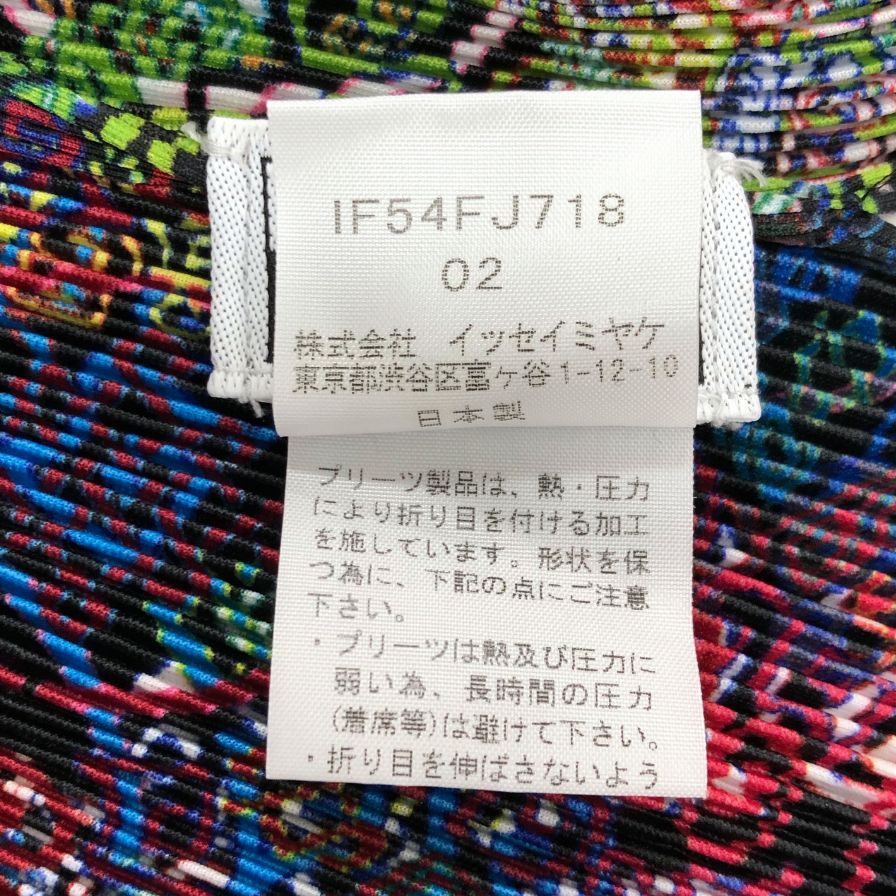 IF54FJ718
02
株式会社 イッセイミヤケ
東京都渋谷区富ヶ谷1-12-10
日本製
プリーツ製品は、熱・圧力
により折り目を付ける加工
を施しています。形状を保
つ為に、下記の点にご注意
下さい。
・プリーツは熱及び圧力に
弱い為、長時間の圧力
(着席等)は避けて下さい。
・折り目を伸ばさないよう